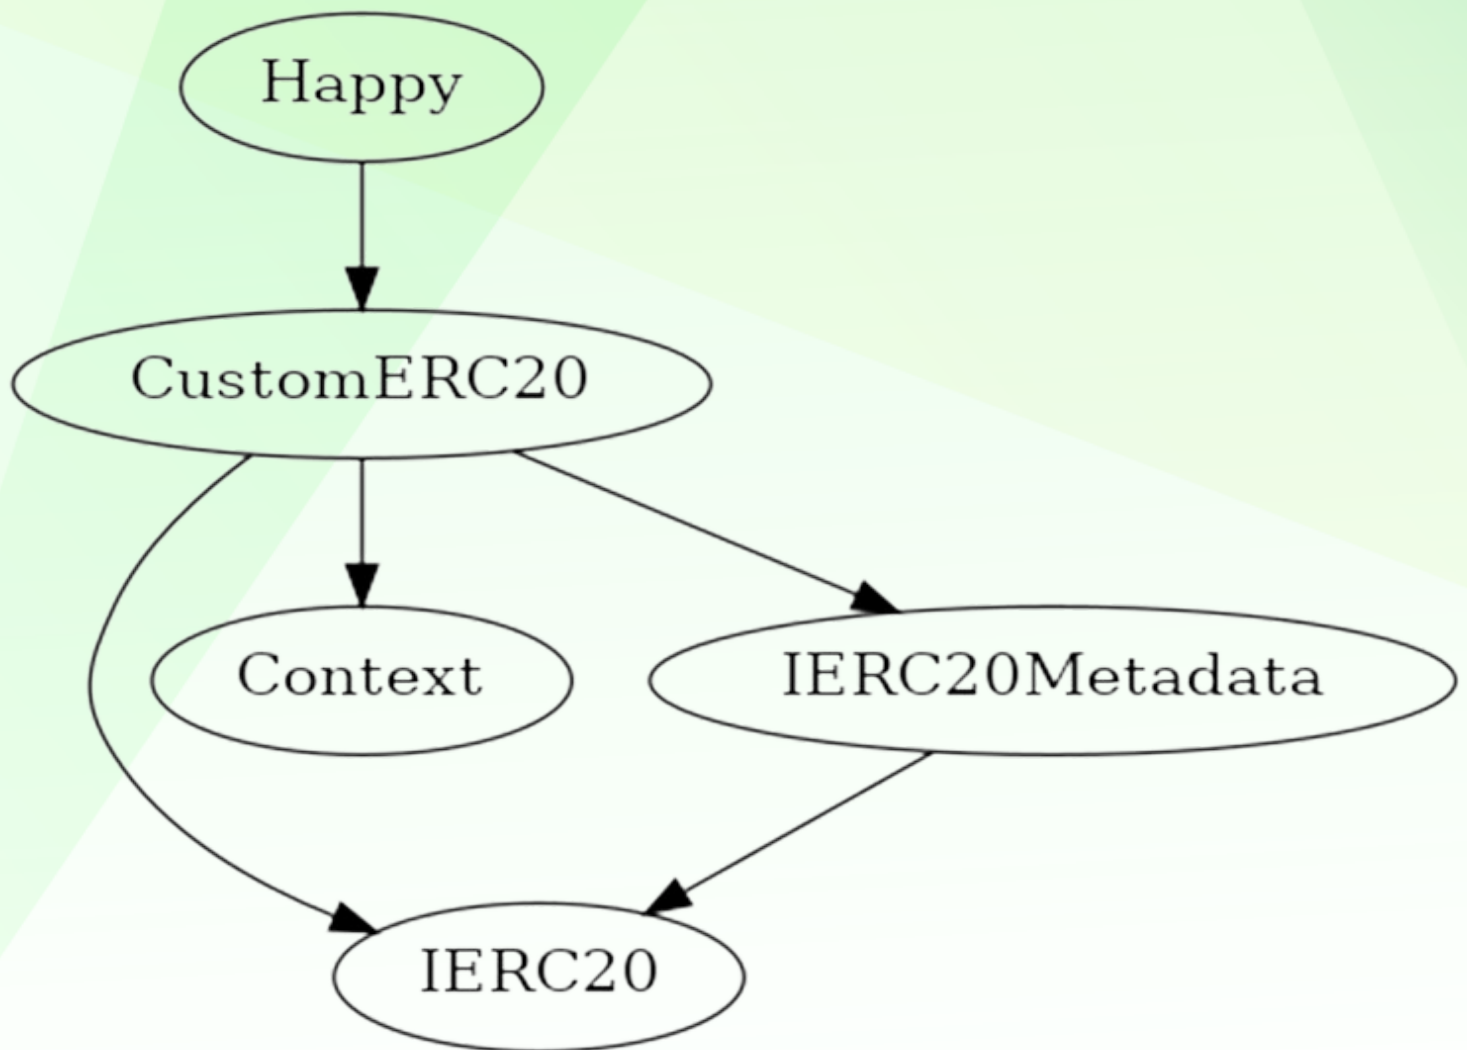 Happy
CustomERC20
Context
IERC20Metadata
IERC20